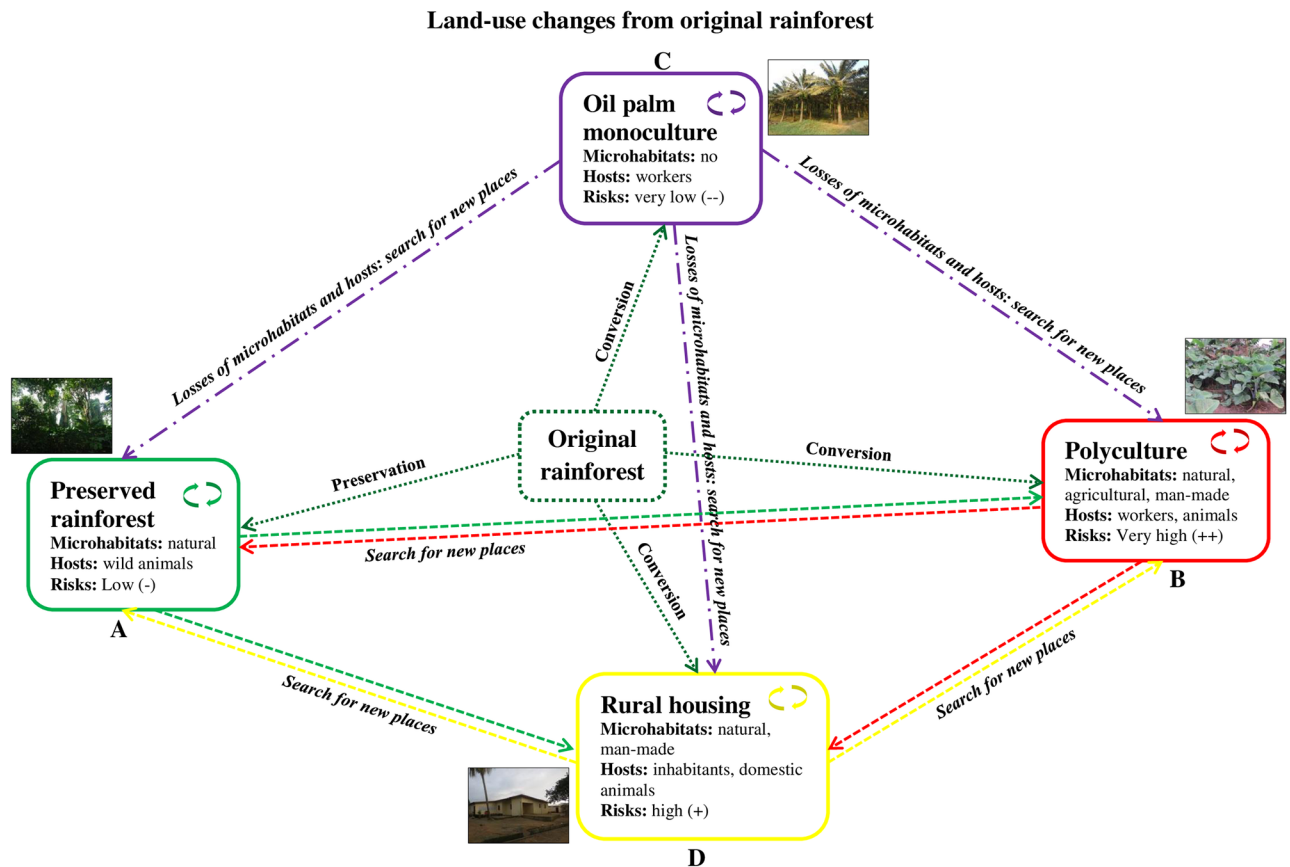 Land-use changes from original rainforest
C
Oil palm
monoculture
Microhabitats: no
Hosts: workers
Risks: very low (--)
Losses of microhabitats and hosts: search for new places
Losses of microhabitats and hosts: search for new places
Losses of microhabitats and hosts: search for new places
Conversion
Original
rainforest
Preservation
Conversion
Conversion
Polyculture
Microhabitats: natural,
agricultural, man-made
Hosts: workers, animals
Risks: Very high (++)
B
Preserved
rainforest
Microhabitats: natural
Hosts: wild animals
Risks: Low (-)
A
Search for new places
Search for new places
Search for new places
Rural housing
Microhabitats: natural,
man-made
Hosts: inhabitants, domestic
animals
Risks: high (+)
D